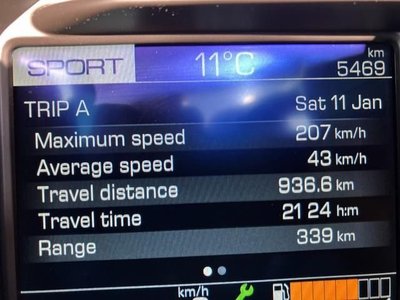 SPORT 11°C km
5469
TRIP A Sat 11 Jan
Maximum speed 207 km/h
Average speed 43 km/h
Travel distance 936.6 km
Travel time 21 24 h:m
Range 339 km
km/h